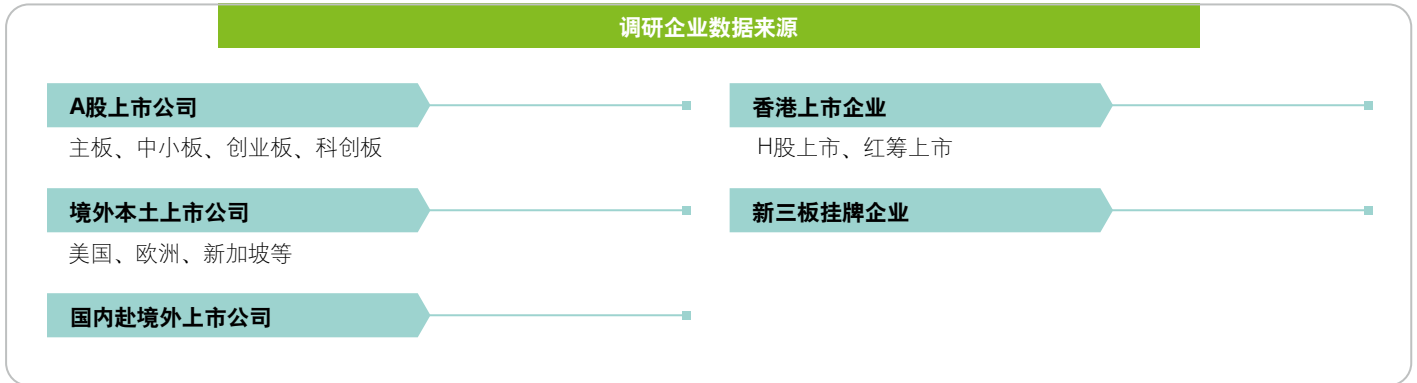 调研企业数据来源
A股上市公司
主板、中小板、创业板、科创板
香港上市企业
H股上市、红筹上市
境外本土上市公司
美国、欧洲、新加坡等
新三板挂牌企业
国内赴境外上市公司